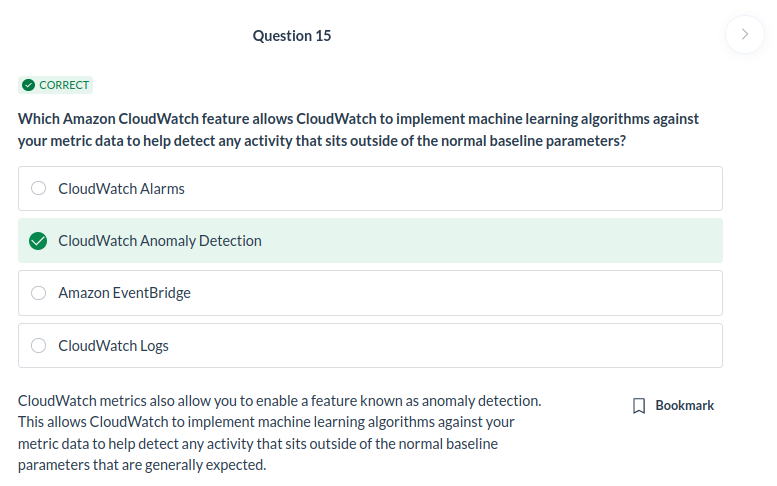 Question 15
CORRECT
Which Amazon CloudWatch feature allows CloudWatch to implement machine learning algorithms against
your metric data to help detect any activity that sits outside of the normal baseline parameters?
CloudWatch Alarms
CloudWatch Anomaly Detection
Amazon EventBridge
CloudWatch Logs
CloudWatch metrics also allow you to enable a feature known as anomaly detection.
This allows CloudWatch to implement machine learning algorithms against your
metric data to help detect any activity that sits outside of the normal baseline
parameters that are generally expected.
Bookmark